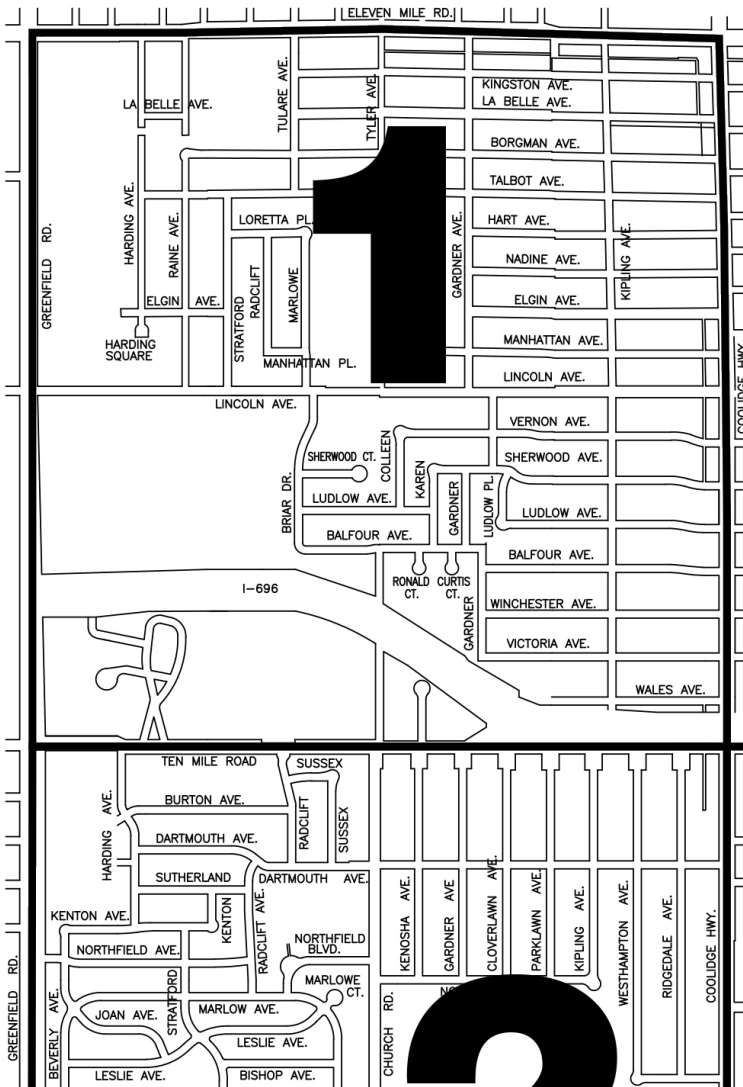 ELEVEN MILE RD.
KINGSTON AVE.
LA BELLE AVE.
LA BELLE AVE.
TULARE AVE.
TYLER AVE.
BORGMAN AVE.
1
TALBOT AVE.
HARDING AVE.
RAINE AVE.
LORETTA PL.
HART AVE.
GARDNER AVE.
KIPLING AVE.
GREENFIELD RD.
NADINE AVE.
RADCLIFT
MARLOWE
STRATFORD
ELGIN AVE.
ELGIN AVE.
HARDING
SQUARE
MANHATTAN AVE.
MANHATTAN PL.
LINCOLN AVE.
COOLIDGE HWY.
LINCOLN AVE.
VERNON AVE.
SHERWOOD CT.
COLLEEN
SHERWOOD AVE.
KAREN
BRIAR DR.
LUDLOW AVE.
GARDNER
LUDLOW PL.
LUDLOW AVE.
BALFOUR AVE.
BALFOUR AVE.
RONALD
CT.
CURTIS
CT.
I-696
WINCHESTER AVE.
GARDNER
VICTORIA AVE.
WALES AVE.
TEN MILE ROAD
SUSSEX
BURTON AVE.
HARDING AVE.
RADCLIFT
SUSSEX
DARTMOUTH AVE.
SUTHERLAND
DARTMOUTH AVE.
KENTON AVE.
KENTON
RADCLIFT AVE.
KENOSHA AVE.
GARDNER AVE
CLOVERLAWN AVE.
PARKLAWN AVE.
KIPLING AVE.
WESTHAMPTON AVE.
RIDGEDALE AVE.
COOLIDGE HWY.
NORTHFIELD AVE.
NORTHFIELD
BLVD.
GREENFIELD RD.
MARLOWE
CT.
BEVERLY AVE.
STRATFORD
JOAN AVE.
MARLOW AVE.
CHURCH RD.
NO
2
LESLIE AVE.
LESLIE AVE.
BISHOP AVE.